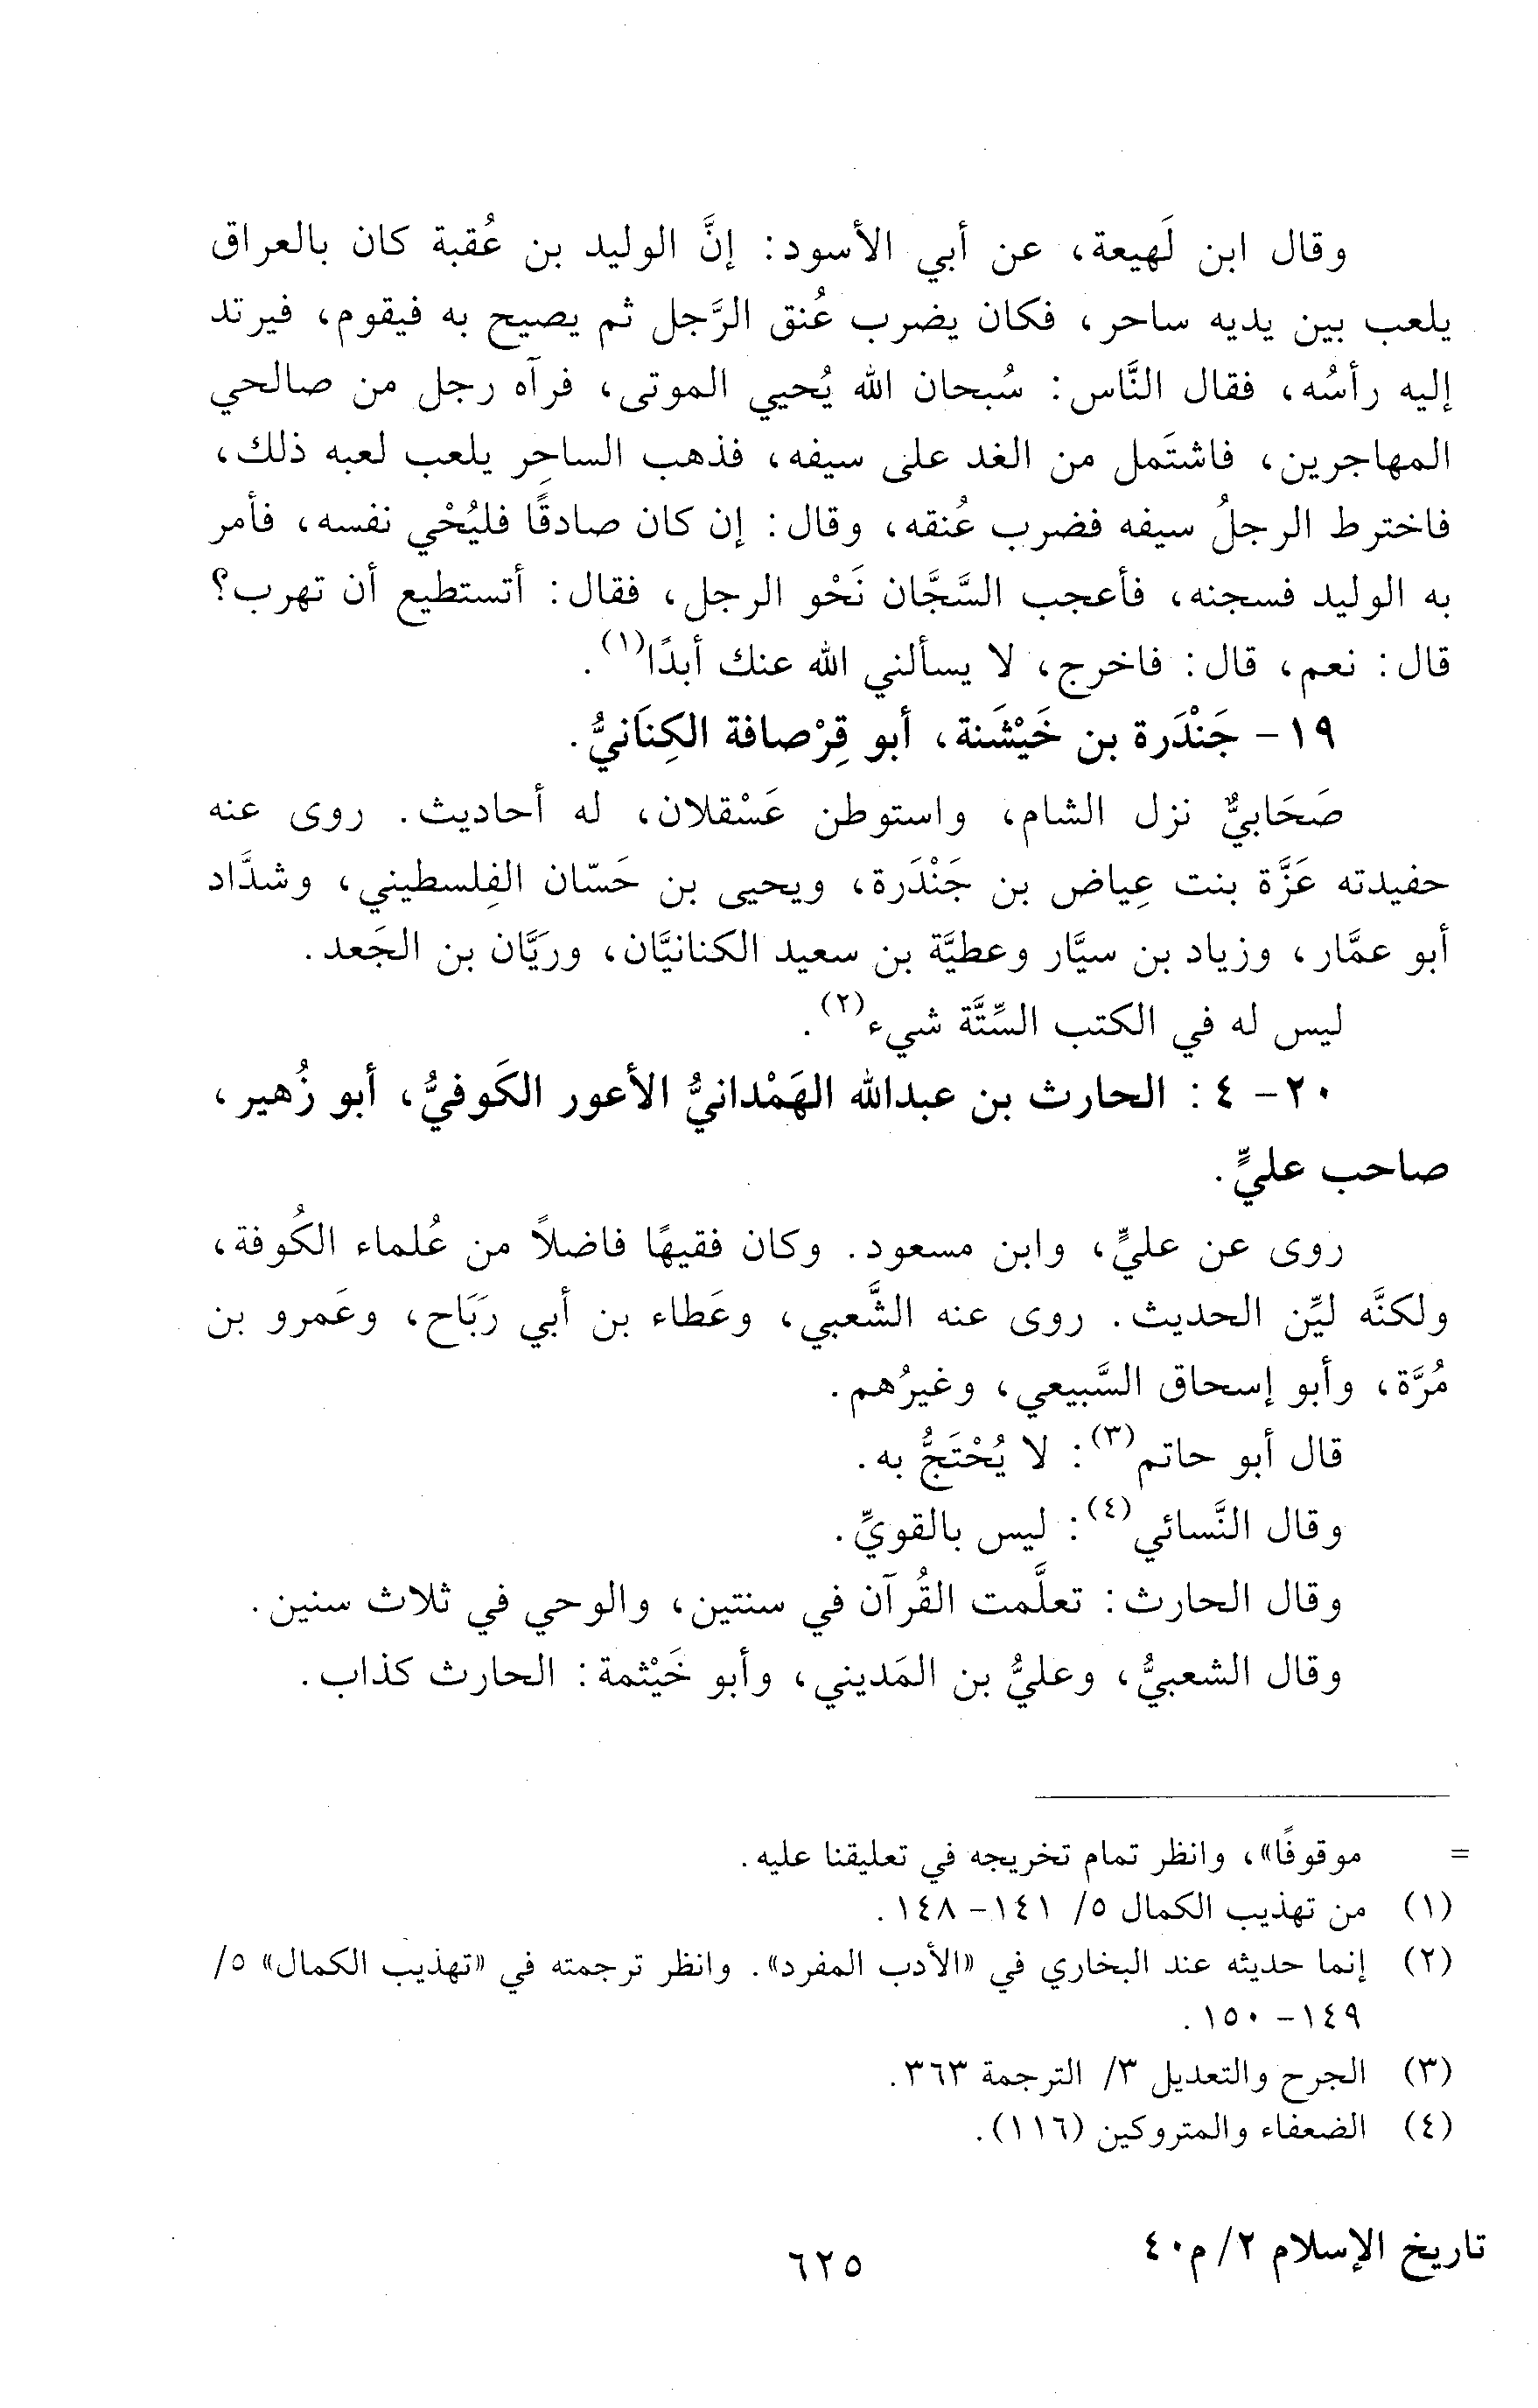 وقال ابن لَهيعة، عن أبي الأسود: إنَّ الوليد بن عُقبة كان بالعراق
يلعب بين يديه ساحر، فكان يضرب عُنق الرَّجل ثم يصيح به فيقوم، فيرتد
إليه رأسُه، فقال النَّاس: سُبحان الله يُحيي الموتى، فرآه رجل من صالحي
المهاجرين، فاشتَمل من الغد على سيفه، فذهب الساحِر يلعب لعبه ذلك،
فاخترط الرجلُ سيفه فضرب عُنقه، وقال: إن كان صادقًا فليُحْي نفسه، فأمر
به الوليد فسجنه، فأعجب السَّجَّان نَحْو الرجل، فقال: أتستطيع أن تهرب؟
قال: نعم، قال: فاخرج، لا يسألني الله عنك أبدًا(١).
١٩- جَنْدَرة بن خَيْشَنة، أبو قِرْصافة الكِنَانيُّ.
صَحَابيٌّ نزل الشام، واستوطن عَسْقلان، له أحاديث. روى عنه
حفيدته عَزَّة بنت عِياض بن جَنْدَرة، ويحيى بن حَسّان الفِلسطيني، وشدَّاد
أبو عمَّار، وزياد بن سيَّار وعطيَّة بن سعيد الكنانيَّان، وريَّان بن الجَعد.
ليس له في الكتب السِّتَّة شيء(٢).
٢٠- ٤: الحارث بن عبدالله الهَمْدانيُّ الأعور الكَوفيُّ، أبو زُهير،
صاحب عليٍّ.
روى عن عليٍّ، وابن مسعود. وكان فقيهًا فاضلاً من عُلماء الكُوفة،
ولكنَّه ليِّن الحديث. روى عنه الشَّعبي، وعَطاء بن أبي رَبَاح، وعَمرو بن
مُرَّة، وأبو إسحاق السَّبيعي، وغيرُهم.
قال أبو حاتم(٣): لا يُحْتَجُّ به.
وقال النَّسائي(٤): ليس بالقويِّ.
وقال الحارث: تعلَّمت القُرآن في سنتين، والوحي في ثلاث سنين.
وقال الشعبيُّ، وعليُّ بن المَديني، وأبو خَيْثمة: الحارث كذاب.
= موقوفًا»، وانظر تمام تخريجه في تعليقنا عليه.
(١) من تهذيب الكمال ٥/ ١٤١- ١٤٨.
(٢) إنما حديثه عند البخاري في «الأدب المفرد». وانظر ترجمته في «تهذيب الكمال» ٥/
١٤٩- ١٥٠.
(٣) الجرح والتعديل ٣/ الترجمة ٣٦٣.
(٤) الضعفاء والمتروكين (١١٦).
تاريخ الإسلام ٢/ م٤٠
٦٢٥